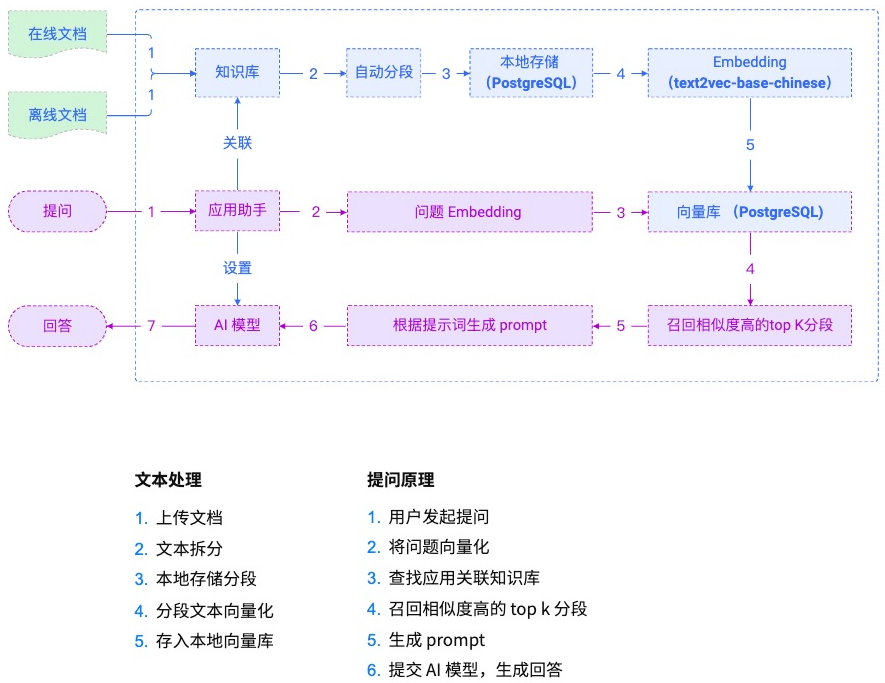 在线文档
1
知识库
2
自动分段
3
本地存储
（PostgreSQL）
4
Embedding
（text2vec-base-chinese）
1
离线文档
关联
5
提问
1
应用助手
2
问题 Embedding
3
向量库 （PostgreSQL)
设置
4
回答
7
AI 模型
6
根据提示词生成 prompt
5
召回相似度高的top K分段
文本处理
1. 上传文档
2. 文本拆分
3. 本地存储分段
4. 分段文本向量化
5. 存入本地向量库
提问原理
1. 用户发起提问
2. 将问题向量化
3. 查找应用关联知识库
4. 召回相似度高的 top k 分段
5. 生成 prompt
6. 提交 AI 模型，生成回答